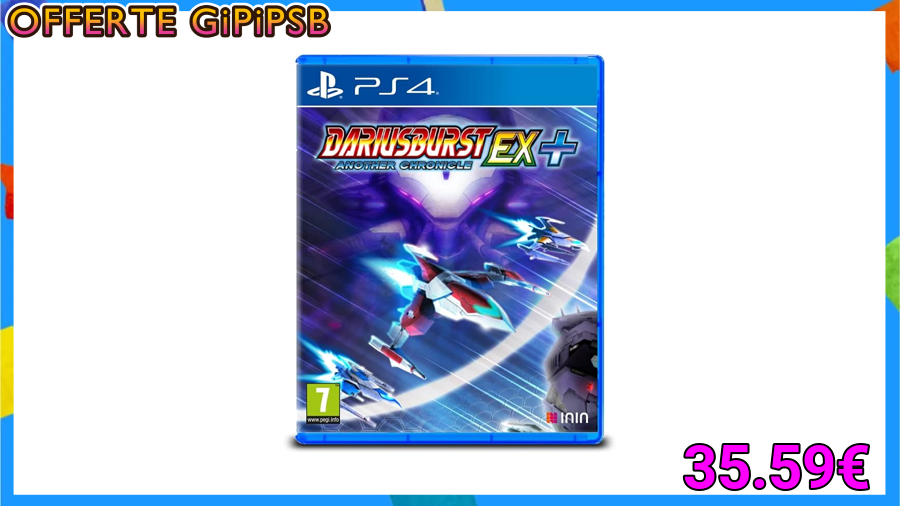 OFFERTE GiPiPSB
PS4
DARIUSBURST EX+
ANOTHER CHRONICLE
7
www.pegi.info
ININ
35.59€